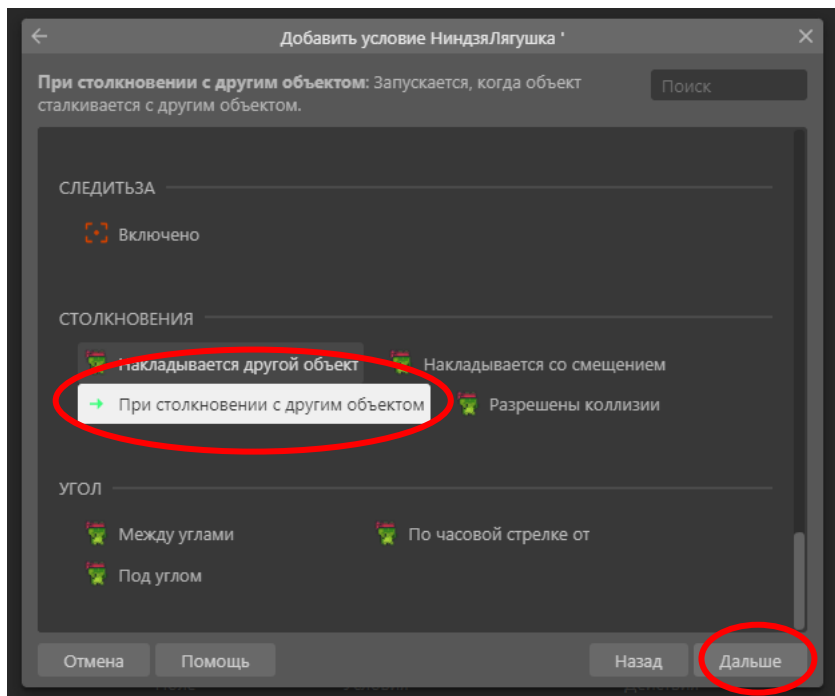 Добавить условие НиндзяЛягушка '
При столкновении с другим объектом: Запускается, когда объект
сталкивается с другим объектом.
Поиск
СЛЕДИТЬЗА
Включено
СТОЛКНОВЕНИЯ
Накладывается другой объект
Накладывается со смещением
При столкновении с другим объектом
Разрешены коллизии
УГОЛ
Между углами
По часовой стрелке от
Под углом
Отмена
Помощь
Назад
Дальше